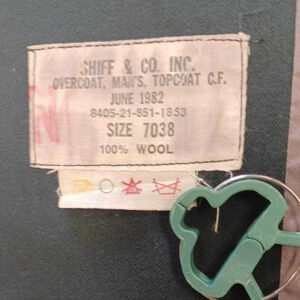 SHIFF & CO. INC.
OVERCOAT, MAN'S, TOPCOAT C.F.
JUNE 1982
8405-21-851-1853
SIZE 7038
100% WOOL